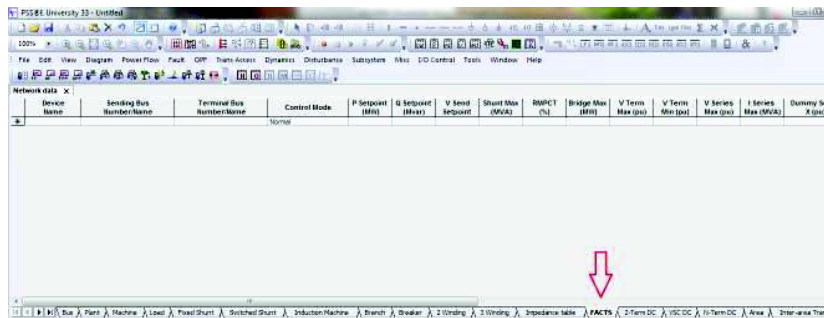 PSS®E University 33 - Untitled
100%
File Edit View Diagram Power Flow Fault OPF Trans Access Dynamics Disturbance Subsystem Misc I/O Control Tools Window Help
Network data x
Device Name Sending Bus Number/Name Terminal Bus Number/Name Control Mode P Setpoint (MW) Q Setpoint (Mvar) V Send Setpoint Shunt Max (MVA) RMPCT (%) Bridge Max (MW) V Term Max (pu) V Term Min (pu) V Series Max (pu) I Series Max (MVA) Dummy Se X (pu)
Normal
Bus Plant Machine Load Fixed Shunt Switched Shunt Induction Machine Branch Breaker 2 Winding 3 Winding Impedance table FACTS 2-Term DC VSC DC N-Term DC Area Inter-area Tran